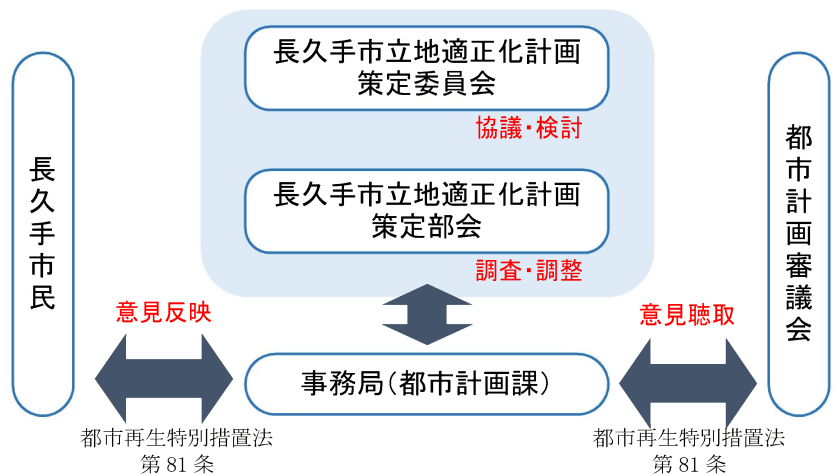 長久手市立地適正化計画
策定委員会
協議・検討
長久手市立地適正化計画
策定部会
調査・調整
長久手市民
都市計画審議会
意見反映
意見聴取
事務局(都市計画課)
都市再生特別措置法
第81条
都市再生特別措置法
第81条